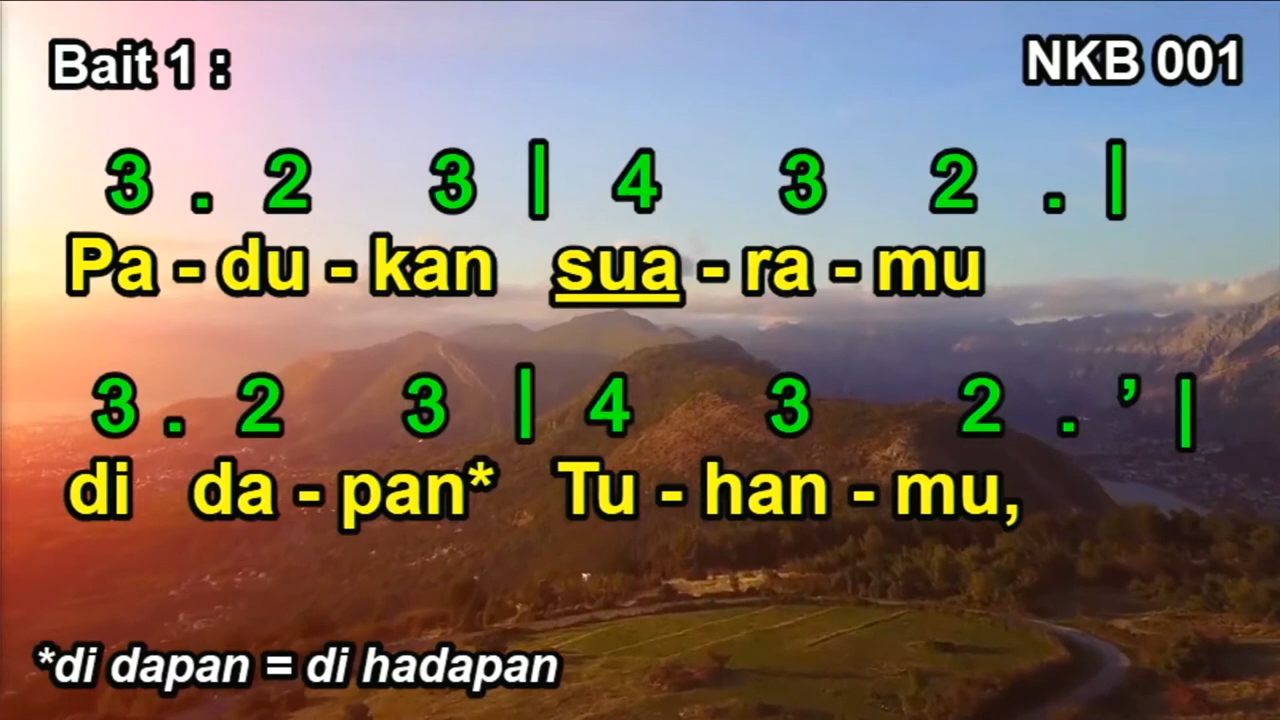 Bait 1 : NKB 001
3 . 2 3 | 4 3 2 . |
Pa - du - kan sua - ra - mu
3 . 2 3 | 4 3 2 . ’ |
di da - pan* Tu - han - mu,
*di dapan = di hadapan